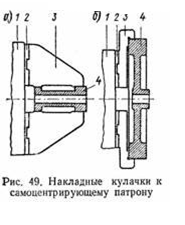 а) 1 2 3 б) 1 2 3 4
4
Рис. 49. Накладные кулачки к
самоцентрирующему патрону